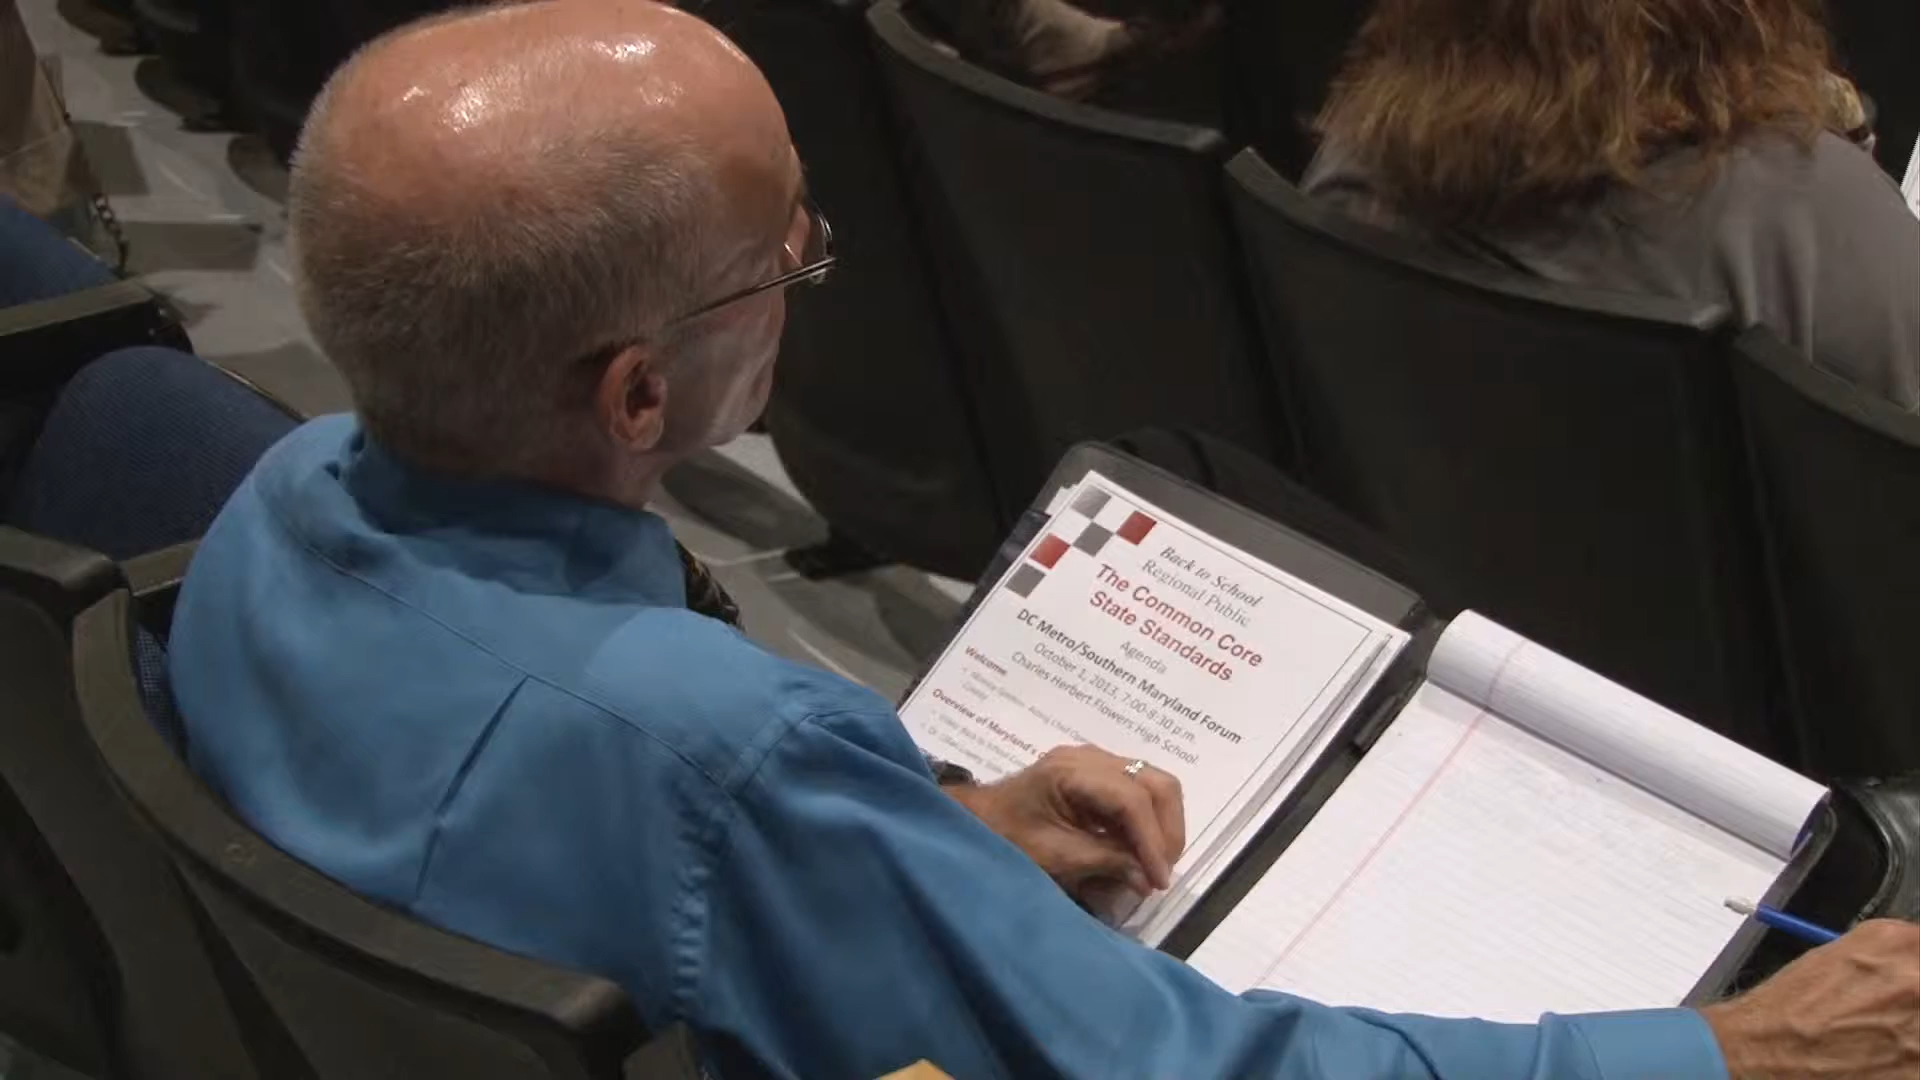 Back to School
Regional Public
The Common Core
State Standards
Agenda
DC Metro/Southern Maryland Forum
October 1, 2013, 7:00-8:30 p.m.
Charles Herbert Flowers High School
Welcome
County
Overview of Maryland's